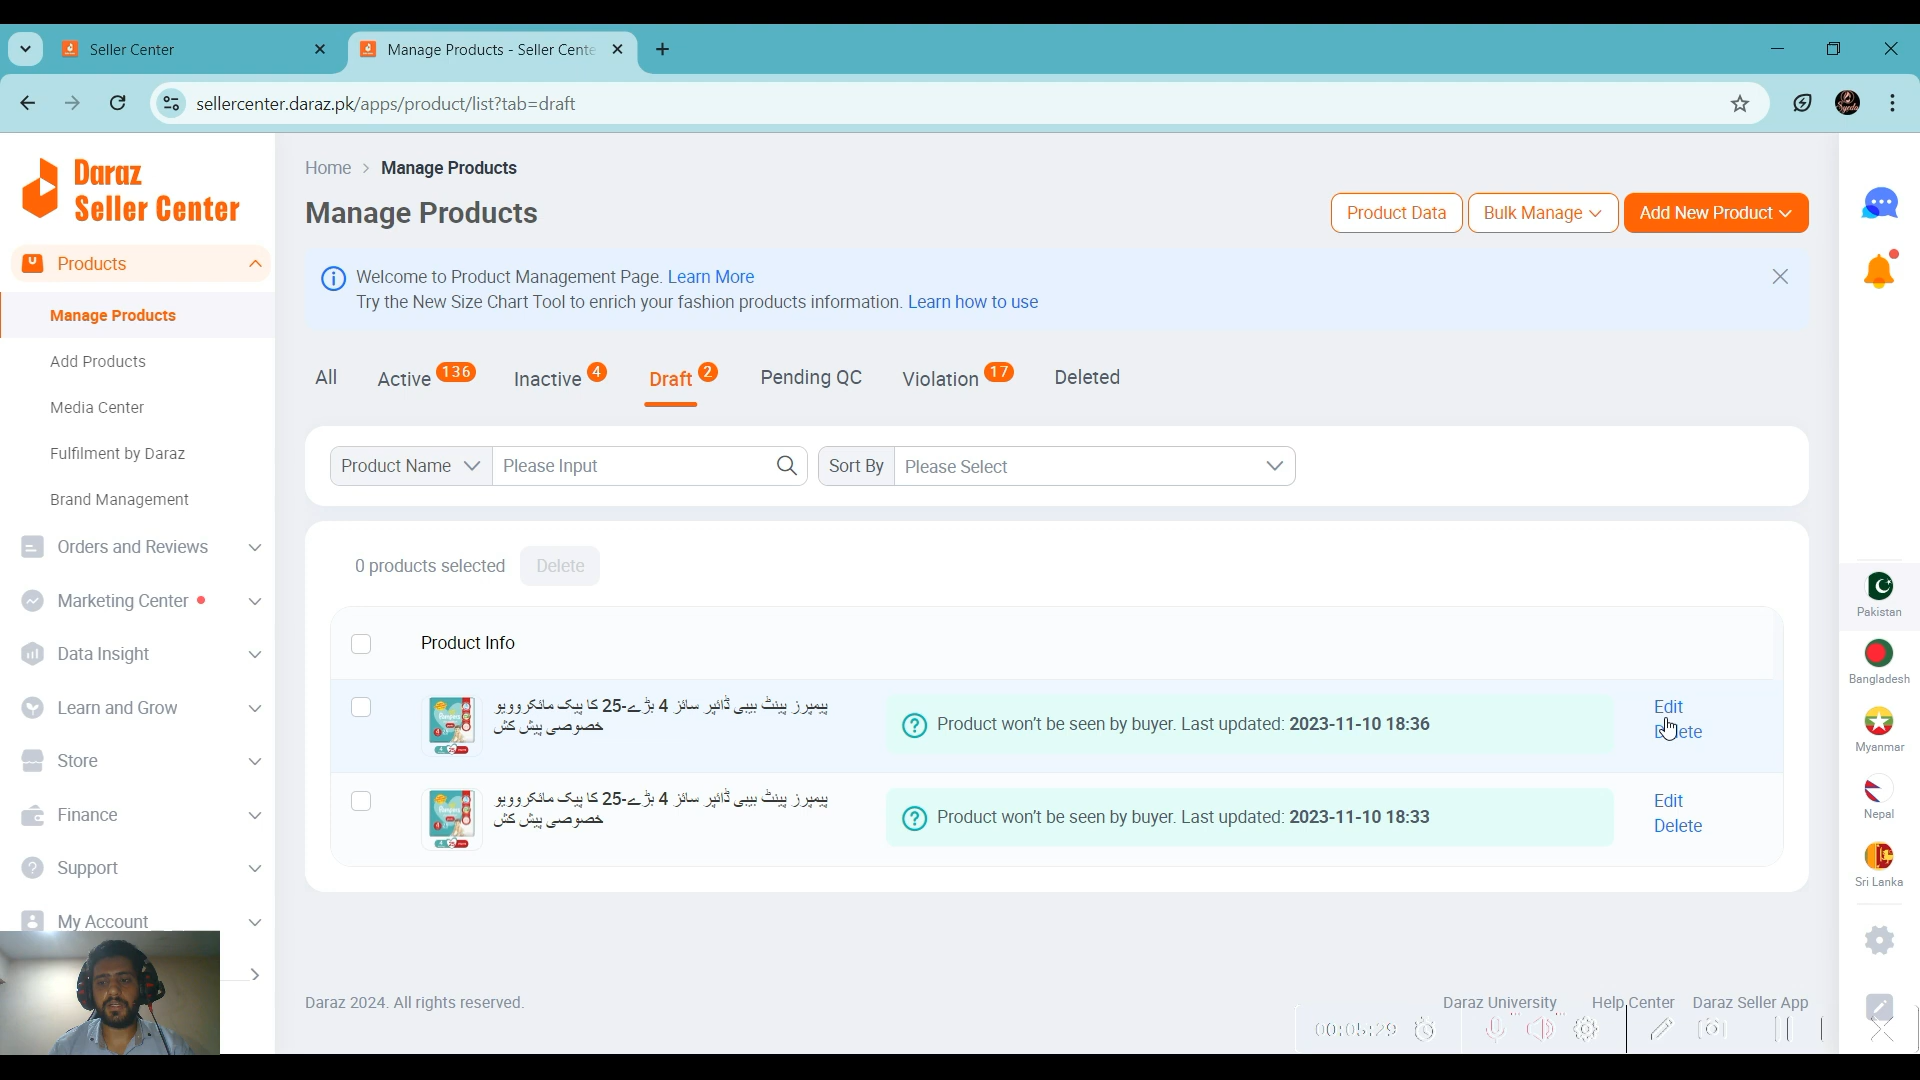 Seller Center
Manage Products - Seller Cente
sellercenter.daraz.pk/apps/product/list?tab=draft
Daraz
Seller Center
Products
Manage Products
Add Products
Media Center
Fulfilment by Daraz
Brand Management
Orders and Reviews
Marketing Center
Data Insight
Learn and Grow
Store
Finance
Support
My Account
Home > Manage Products
Manage Products
Product Data
Bulk Manage
Add New Product
Welcome to Product Management Page. Learn More
Try the New Size Chart Tool to enrich your fashion products information. Learn how to use
All
Active 136
Inactive 4
Draft 2
Pending QC
Violation 17
Deleted
Product Name
Please Input
Sort By
Please Select
0 products selected
Delete
Product Info
پیمپرز پینٹ بیبی ڈائپر سائز 4 بڑے-25 کا پیک مائکروویو
خصوصی پیش کش
Product won't be seen by buyer. Last updated: 2023-11-10 18:36
Edit
پیمپرز پینٹ بیبی ڈائپر سائز 4 بڑے-25 کا پیک مائکروویو
خصوصی پیش کش
Product won't be seen by buyer. Last updated: 2023-11-10 18:33
Edit
Delete
Daraz 2024. All rights reserved.
Daraz University
Help Center
Daraz Seller App
00:05:29
Pakistan
Bangladesh
Myanmar
Nepal
Sri Lanka